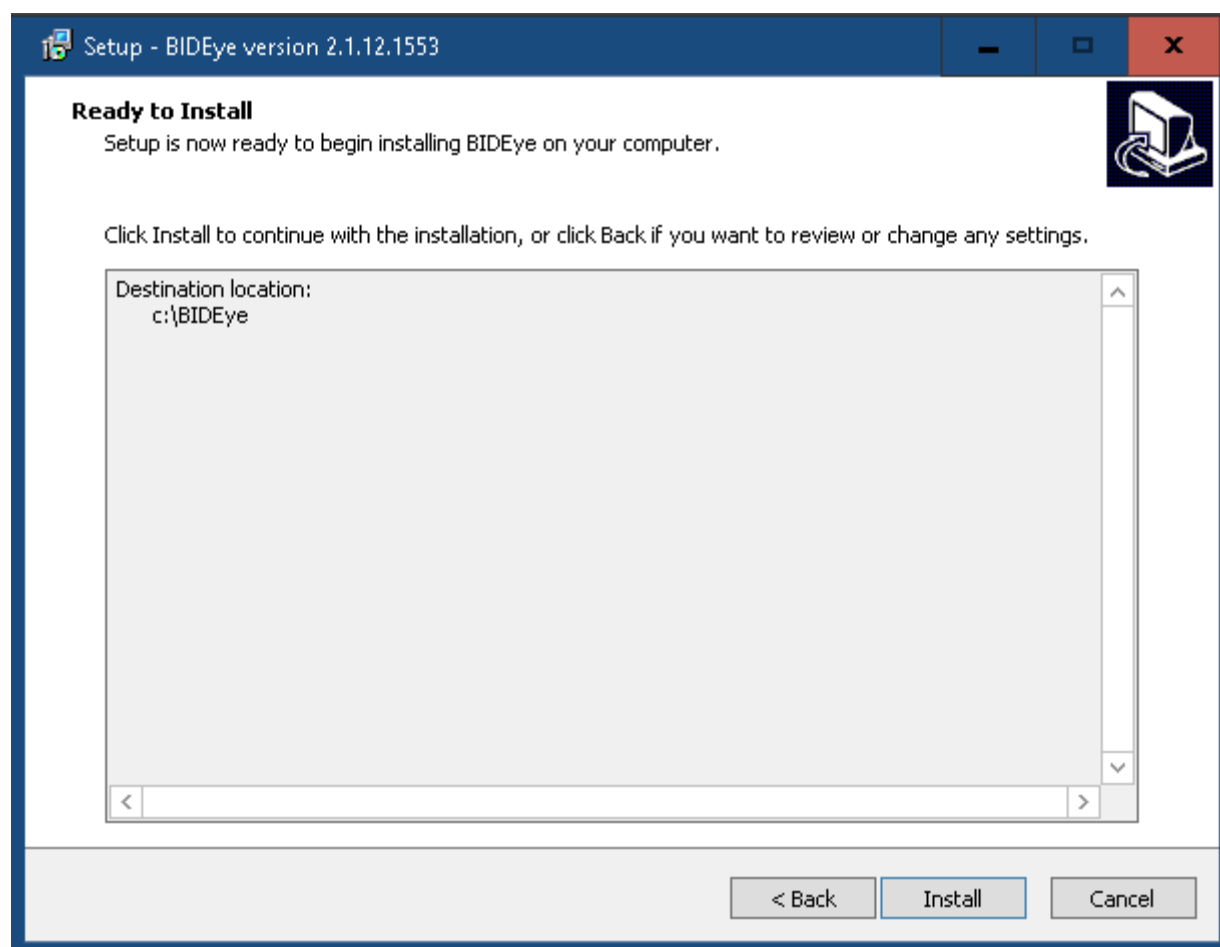 Setup - BIDEye version 2.1.12.1553
Ready to Install
Setup is now ready to begin installing BIDEye on your computer.
Click Install to continue with the installation, or click Back if you want to review or change any settings.
Destination location:
c:\BIDEye
< Back
Install
Cancel